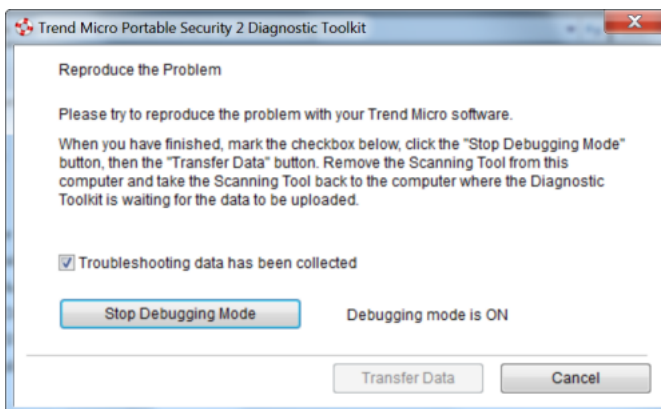 Trend Micro Portable Security 2 Diagnostic Toolkit
Reproduce the Problem
Please try to reproduce the problem with your Trend Micro software.
When you have finished, mark the checkbox below, click the "Stop Debugging Mode"
button, then the "Transfer Data" button. Remove the Scanning Tool from this
computer and take the Scanning Tool back to the computer where the Diagnostic
Toolkit is waiting for the data to be uploaded.
Troubleshooting data has been collected
Stop Debugging Mode Debugging mode is ON
Transfer Data Cancel